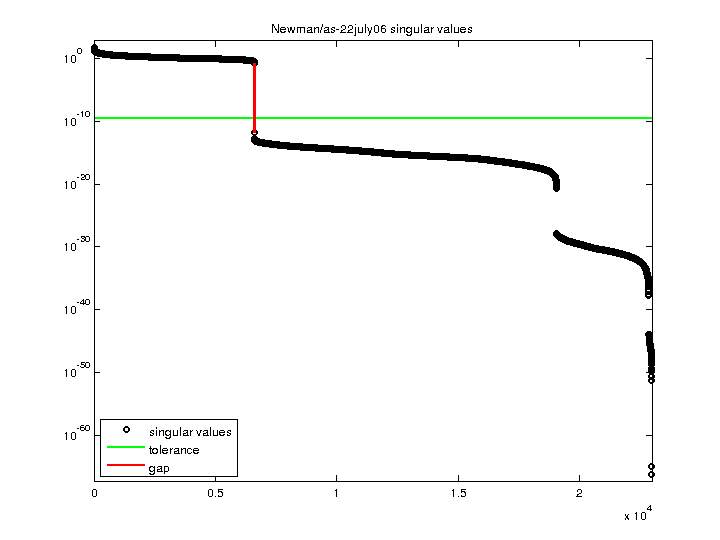 Newman/as-22july06 singular values
10^0
10^-10
10^-20
10^-30
10^-40
10^-50
10^-60
singular values
tolerance
gap
0 0.5 1 1.5 2
x 10^4